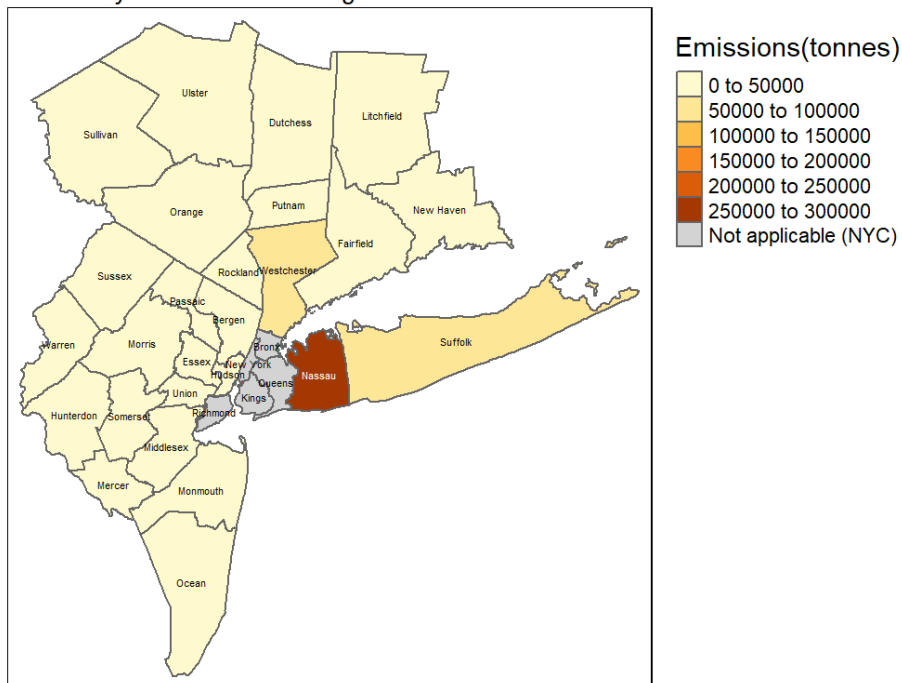 Emissions(tonnes)
0 to 50000
50000 to 100000
100000 to 150000
150000 to 200000
200000 to 250000
250000 to 300000
Not applicable (NYC)
Ulster
Sullivan
Dutchess
Litchfield
Orange
Putnam
New Haven
Fairfield
Rockland
Westchester
Sussex
Passaic
Bergen
Warren
Morris
Essex
Bronx
New York
Hudson
Queens
Nassau
Suffolk
Union
Kings
Richmond
Hunterdon
Somerset
Middlesex
Mercer
Monmouth
Ocean